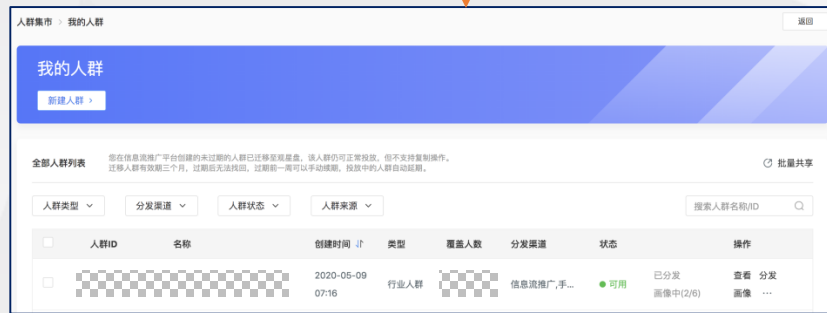 人群集市 > 我的人群 返回
我的人群
新建人群 >
全部人群列表 您在信息流推广平台创建的未过期的人群已迁移至观星盘，该人群仍可正常投放，但不支持复制操作。
迁移人群有效期三个月，过期后无法找回，过期前一周可以手动续期，投放中的人群自动延期。
批量共享
人群类型 分发渠道 人群状态 人群来源 搜索人群名称/ID
人群ID 名称 创建时间 类型 覆盖人数 分发渠道 状态 操作
2020-05-09 已分发 查看 分发
07:16 行业人群 信息流推广,手... 可用 画像中(2/6) 画像 ...